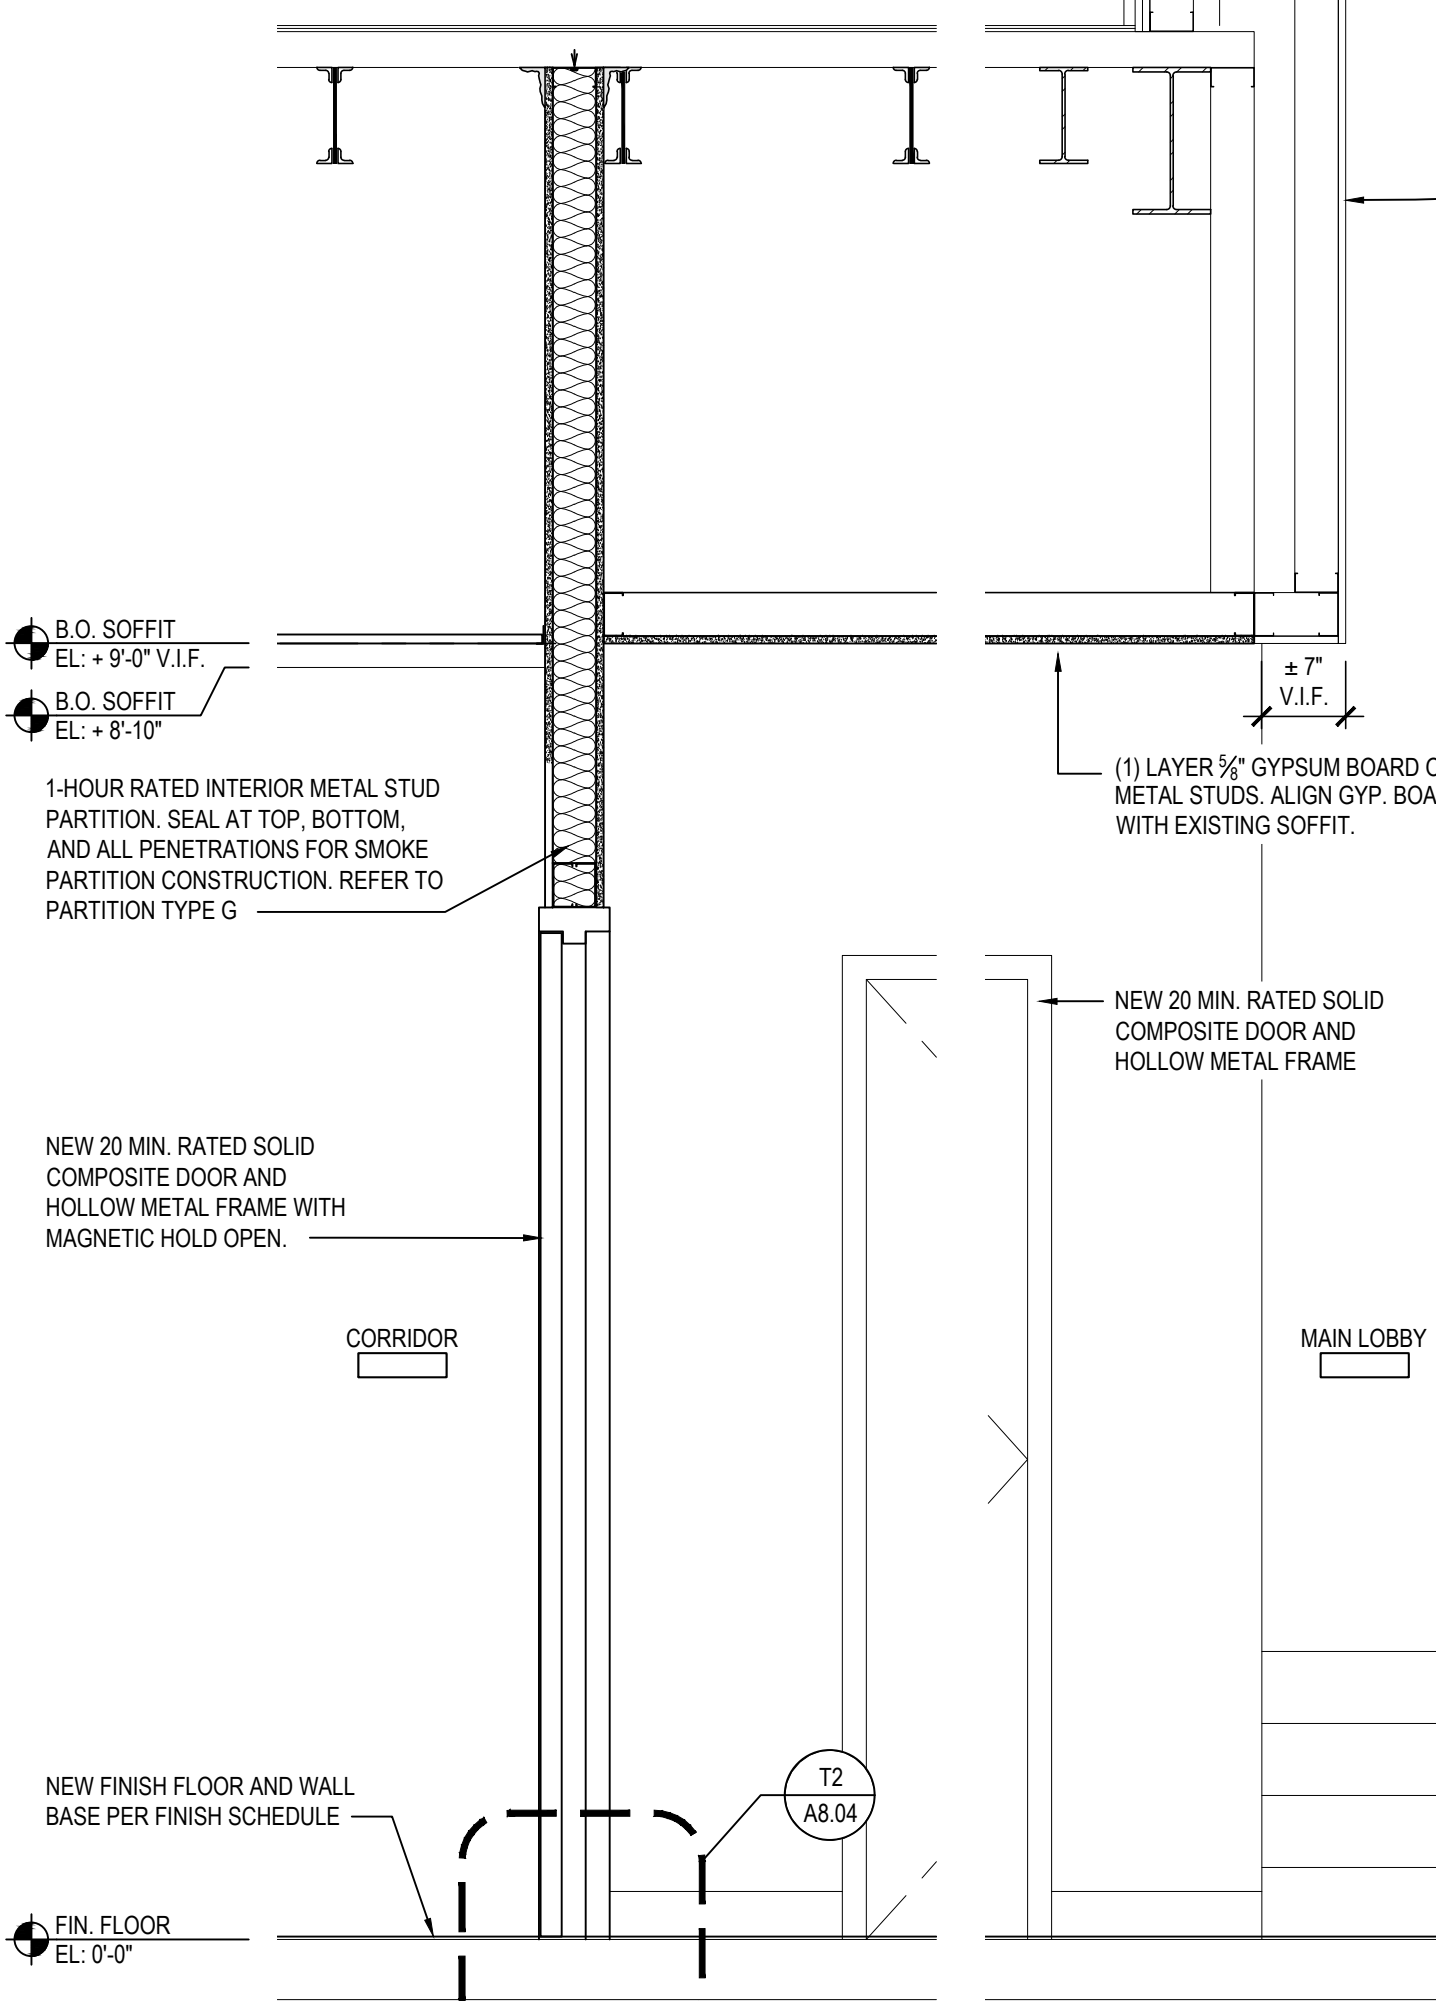 B.O. SOFFIT
EL: + 9'-0" V.I.F.
B.O. SOFFIT
EL: + 8'-10"
± 7"
V.I.F.
1-HOUR RATED INTERIOR METAL STUD
PARTITION. SEAL AT TOP, BOTTOM,
AND ALL PENETRATIONS FOR SMOKE
PARTITION CONSTRUCTION. REFER TO
PARTITION TYPE G
(1) LAYER ⅝" GYPSUM BOARD
METAL STUDS. ALIGN GYP.
WITH EXISTING SOFFIT.
NEW 20 MIN. RATED SOLID
COMPOSITE DOOR AND
HOLLOW METAL FRAME
NEW 20 MIN. RATED SOLID
COMPOSITE DOOR AND
HOLLOW METAL FRAME WITH
MAGNETIC HOLD OPEN.
CORRIDOR
MAIN LOBBY
NEW FINISH FLOOR AND WALL
BASE PER FINISH SCHEDULE
T2
A8.04
FIN. FLOOR
EL: 0'-0"